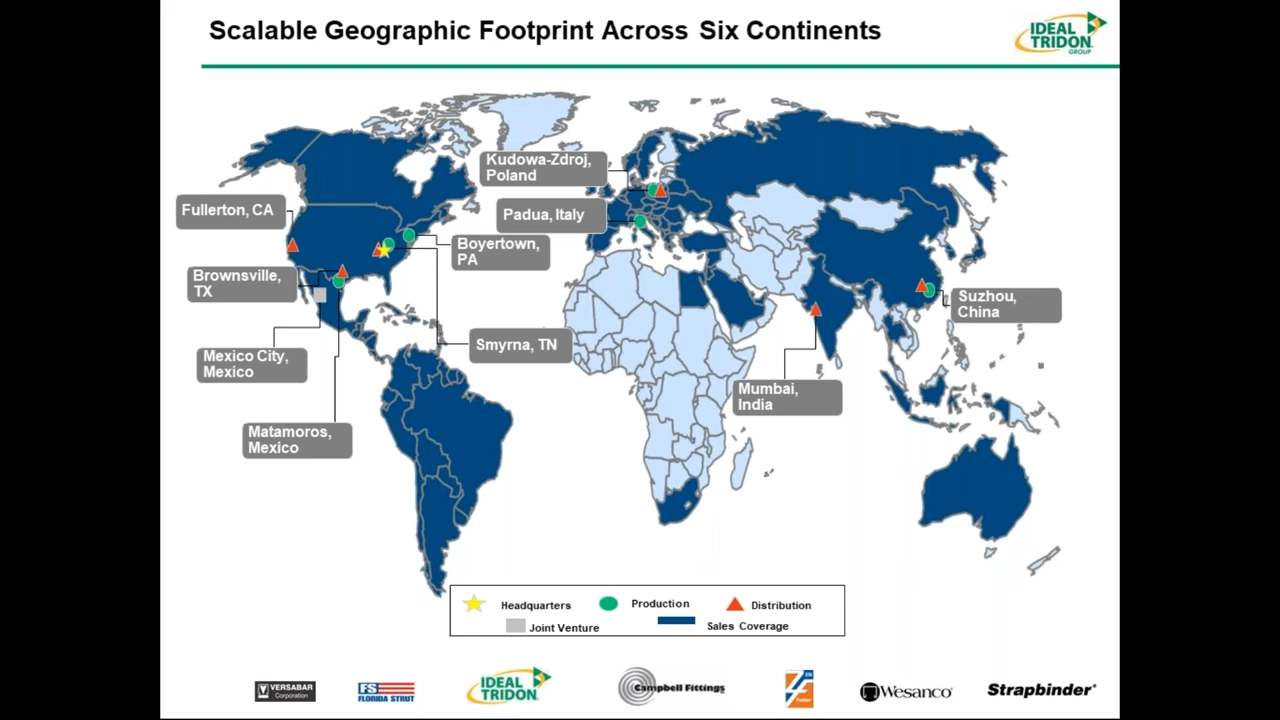 Scalable Geographic Footprint Across Six Continents
IDEAL
TRIDON
GROUP
Kudowa-Zdroj,
Poland
Fullerton, CA
Padua, Italy
Boyertown,
PA
Brownsville,
TX
Suzhou,
China
Smyrna, TN
Mexico City,
Mexico
Mumbai,
India
Matamoros,
Mexico
Headquarters
Production
Distribution
Joint Venture
Sales Coverage
VERSABAR
Corporation
FS
FLORIDA STRUT
IDEAL
TRIDON
Campbell Fittings
Wesanco
Strapbinder